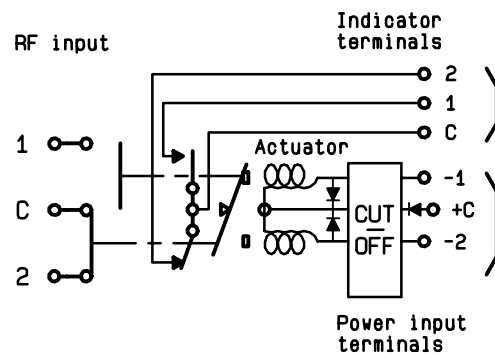 Indicator
terminals
RF input
2
1
C
Actuator
1
C
2
-1
+C
-2
CUT
OFF
Power input
terminals